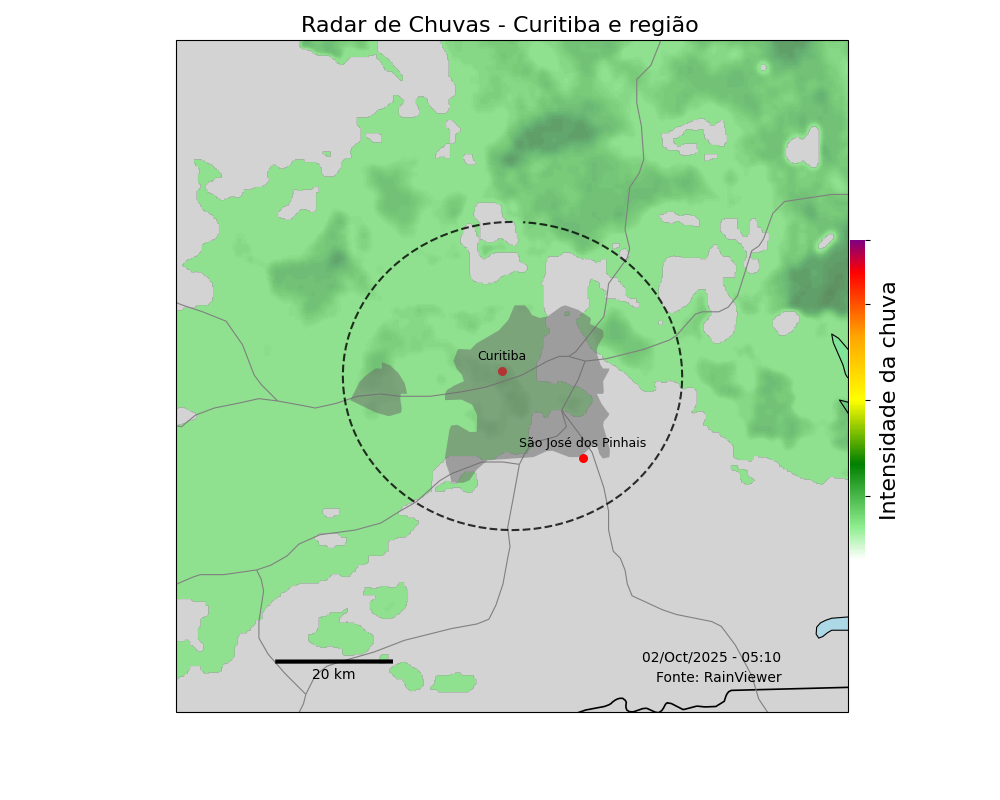 Radar de Chuvas - Curitiba e região
Curitiba
São José dos Pinhais
Intensidade da chuva
02/Oct/2025 - 05:10
Fonte: RainViewer
20 km